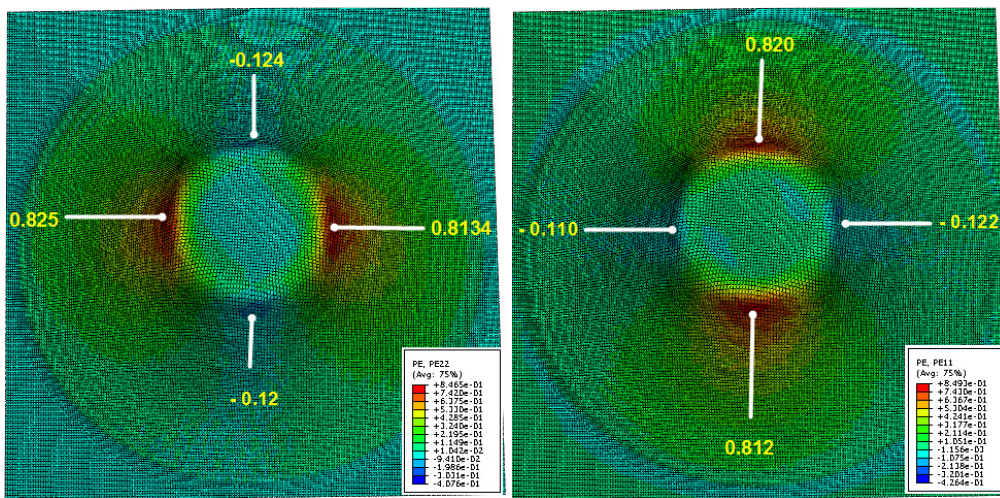 -0.124
0.825
0.8134
- 0.12
PE, PE22
(Avg: 75%)
+8.465e-01
+7.420e-01
+6.375e-01
+5.330e-01
+4.285e-01
+3.240e-01
+2.195e-01
+1.149e-01
+1.042e-02
-9.410e-02
-1.986e-01
-3.031e-01
-4.076e-01
0.820
- 0.110
- 0.122
0.812
PE, PE11
(Avg: 75%)
+8.493e-01
+7.430e-01
+6.367e-01
+5.304e-01
+4.241e-01
+3.177e-01
+2.114e-01
+1.051e-01
-1.156e-03
-1.075e-01
-2.138e-01
-3.201e-01
-4.264e-01